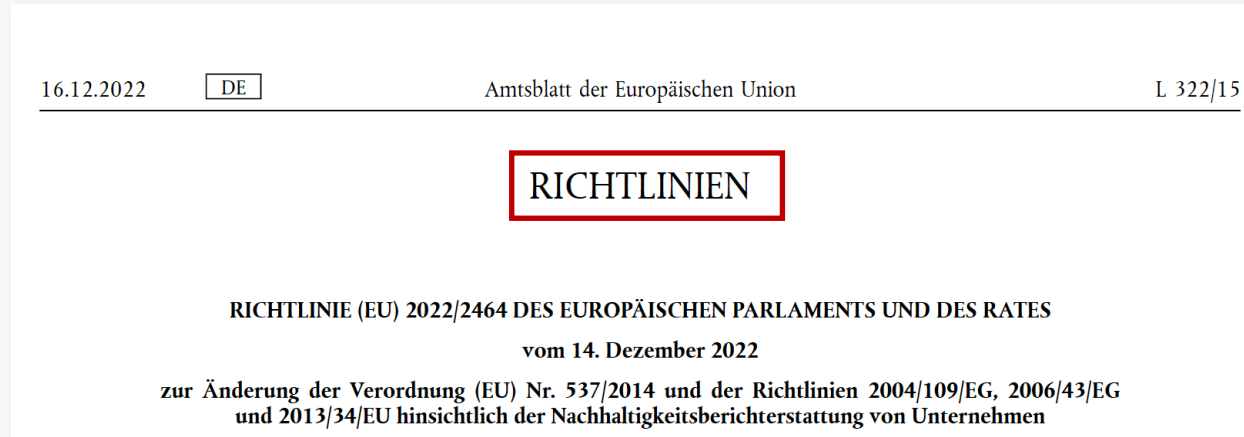 16.12.2022 DE Amtsblatt der Europäischen Union L 322/15
RICHTLINIEN
RICHTLINIE (EU) 2022/2464 DES EUROPÄISCHEN PARLAMENTS UND DES RATES
vom 14. Dezember 2022
zur Änderung der Verordnung (EU) Nr. 537/2014 und der Richtlinien 2004/109/EG, 2006/43/EG
und 2013/34/EU hinsichtlich der Nachhaltigkeitsberichterstattung von Unternehmen